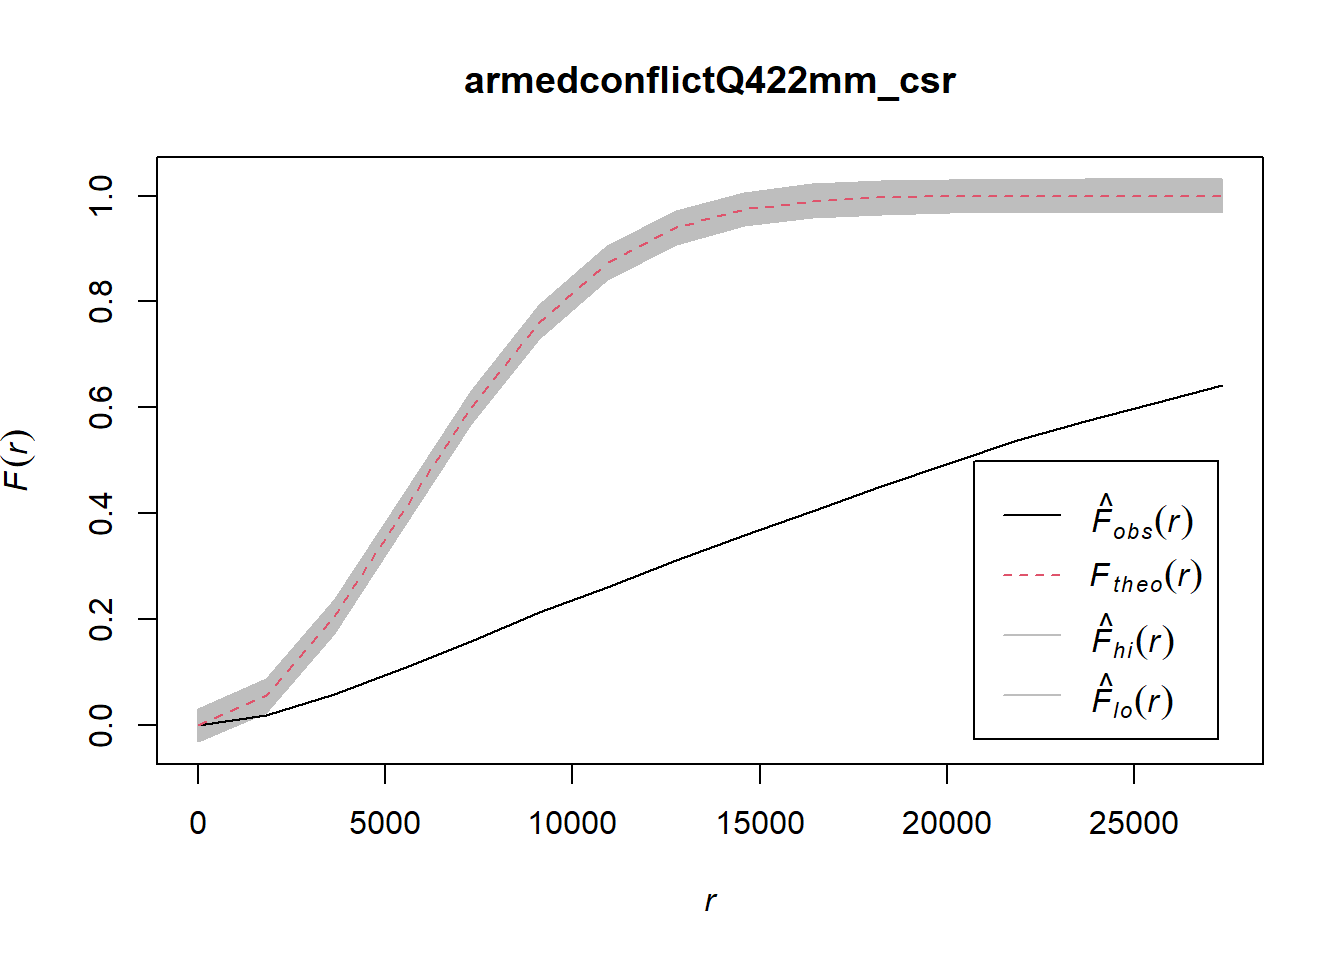 armedconflictQ422mm_csr
F(r)
1.0
0.8
0.6
0.4
0.2
0.0
0 5000 10000 15000 20000 25000
r
F̂obs(r)
Ftheo(r)
F̂hi(r)
F̂lo(r)